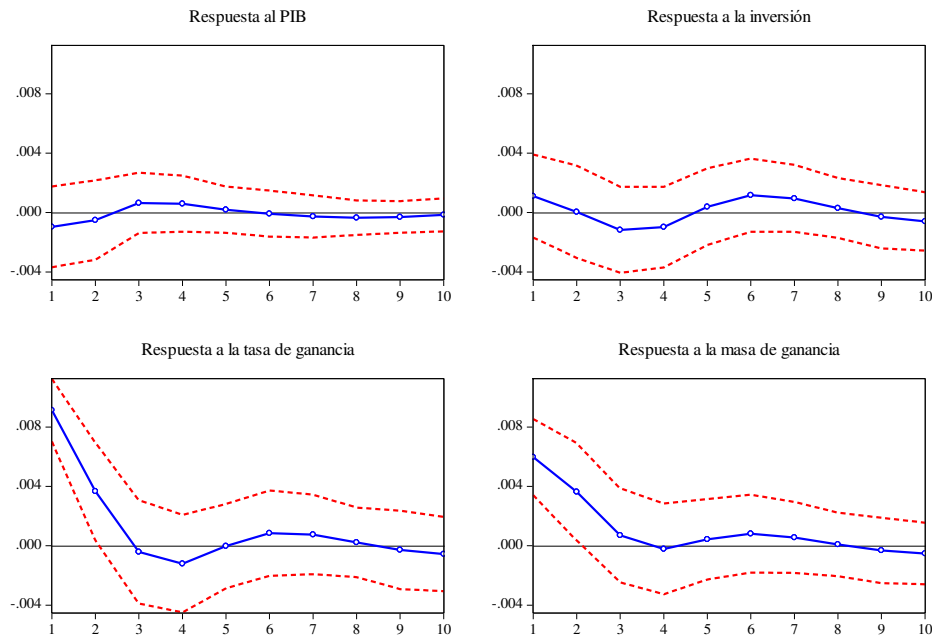 Respuesta al PIB
.008
.004
.000
-.004
1 2 3 4 5 6 7 8 9 10
Respuesta a la inversión
.008
.004
.000
-.004
1 2 3 4 5 6 7 8 9 10
Respuesta a la tasa de ganancia
.008
.004
.000
-.004
1 2 3 4 5 6 7 8 9 10
Respuesta a la masa de ganancia
.008
.004
.000
-.004
1 2 3 4 5 6 7 8 9 10